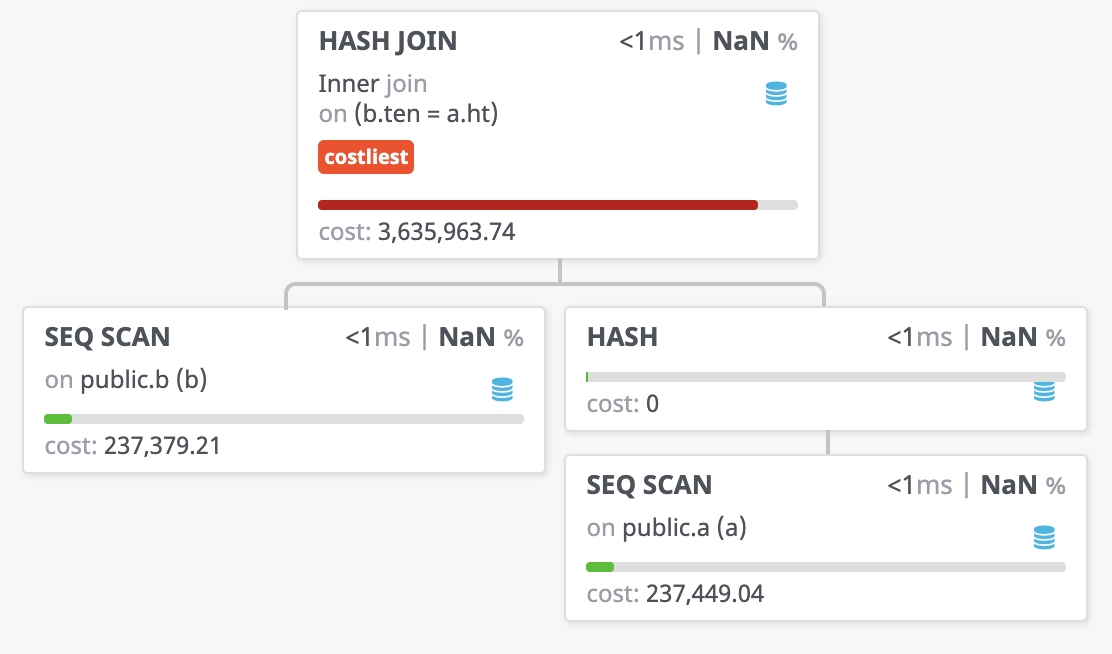 HASH JOIN <1ms | NaN %
Inner join
on (b.ten = a.ht)
costliest
cost: 3,635,963.74
SEQ SCAN <1ms | NaN %
on public.b (b)
cost: 237,379.21
HASH <1ms | NaN %
cost: 0
SEQ SCAN <1ms | NaN %
on public.a (a)
cost: 237,449.04